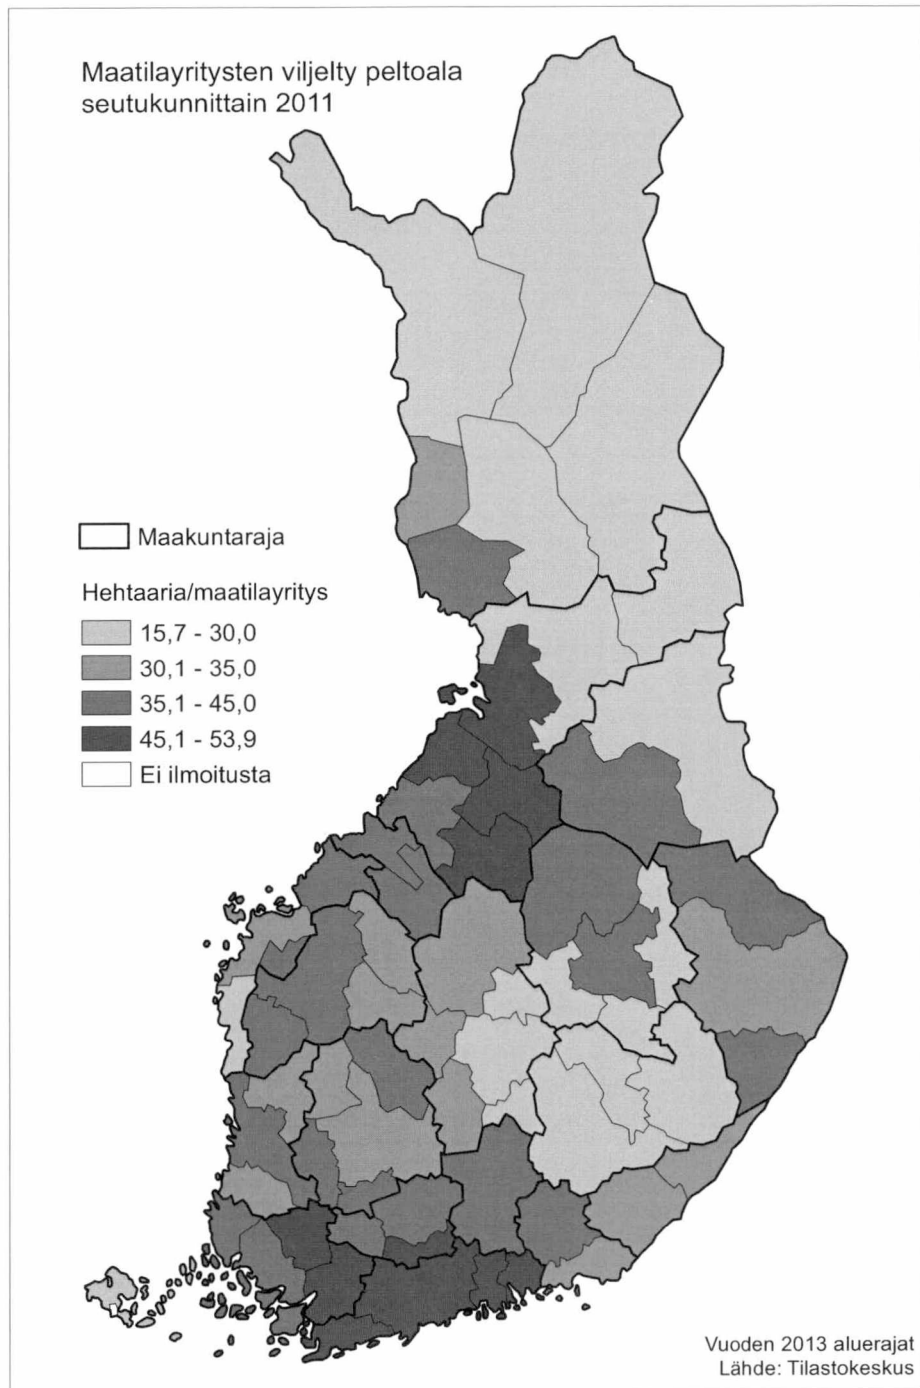 Maatilayritysten viljelty peltoala
seutukunnittain 2011
Maakuntaraja
Hehtaaria/maatilayritys
15,7 - 30,0
30,1 - 35,0
35,1 - 45,0
45,1 - 53,9
Ei ilmoitusta
Vuoden 2013 aluerajat
Lähde: Tilastokeskus